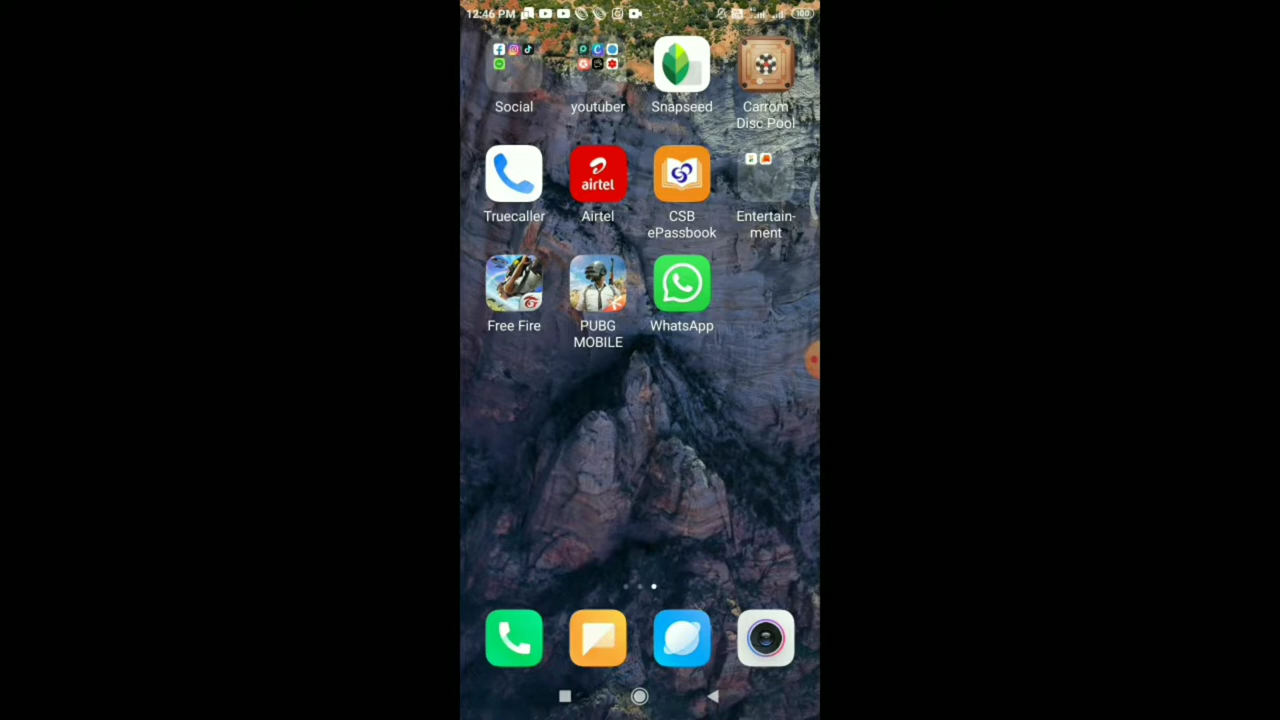 12:46 PM
100
Social
youtuber
Snapseed
Carrom
Disc Pool
airtel
Truecaller
Airtel
CSB
ePassbook
Entertain-
ment
Free Fire
PUBG
MOBILE
WhatsApp